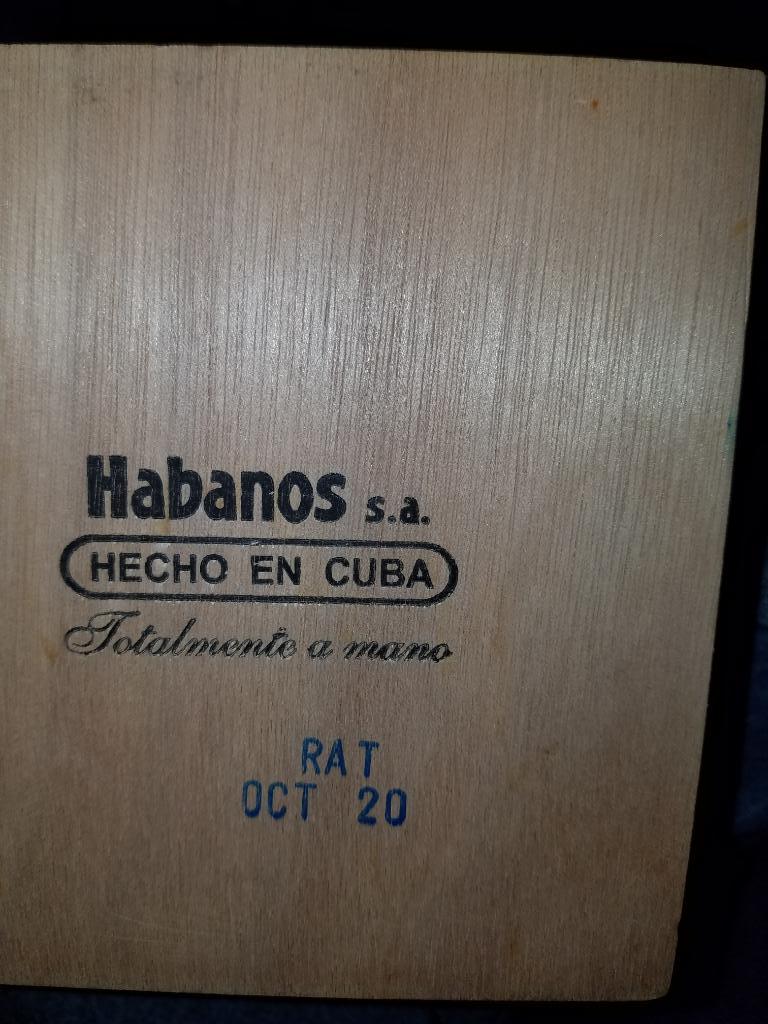 Habanos s.a.
HECHO EN CUBA
Totalmente a mano
RAT
OCT 20